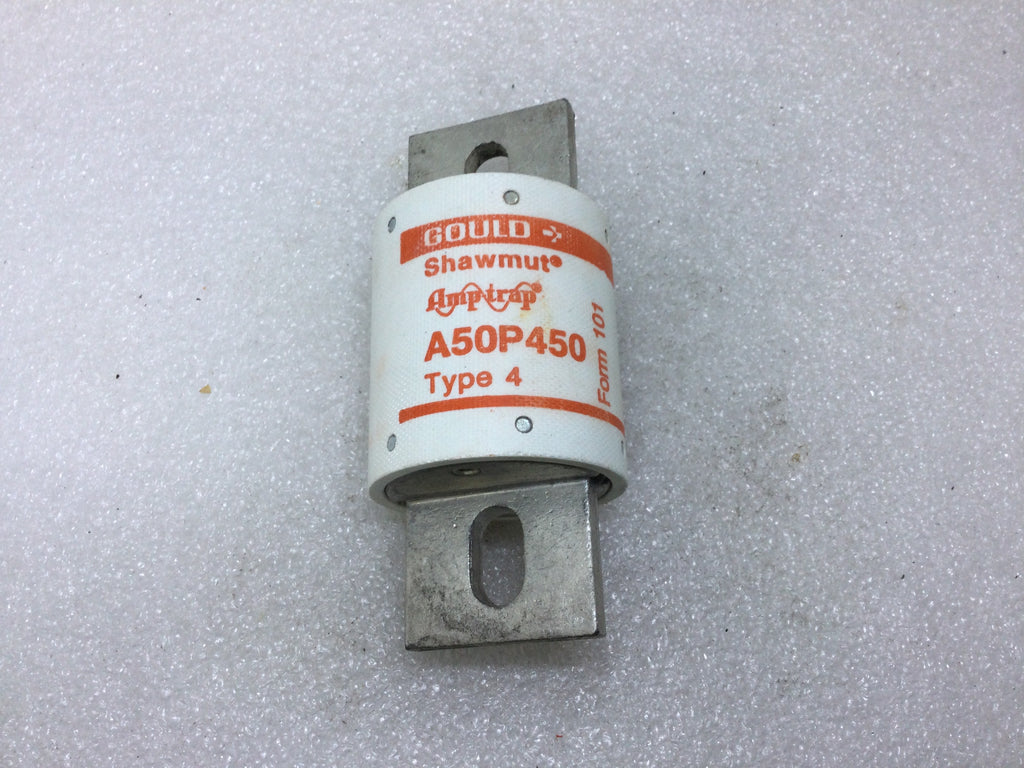 GOULD
Shawmut®
Amp-trap®
A50P450
Type 4
Form 101